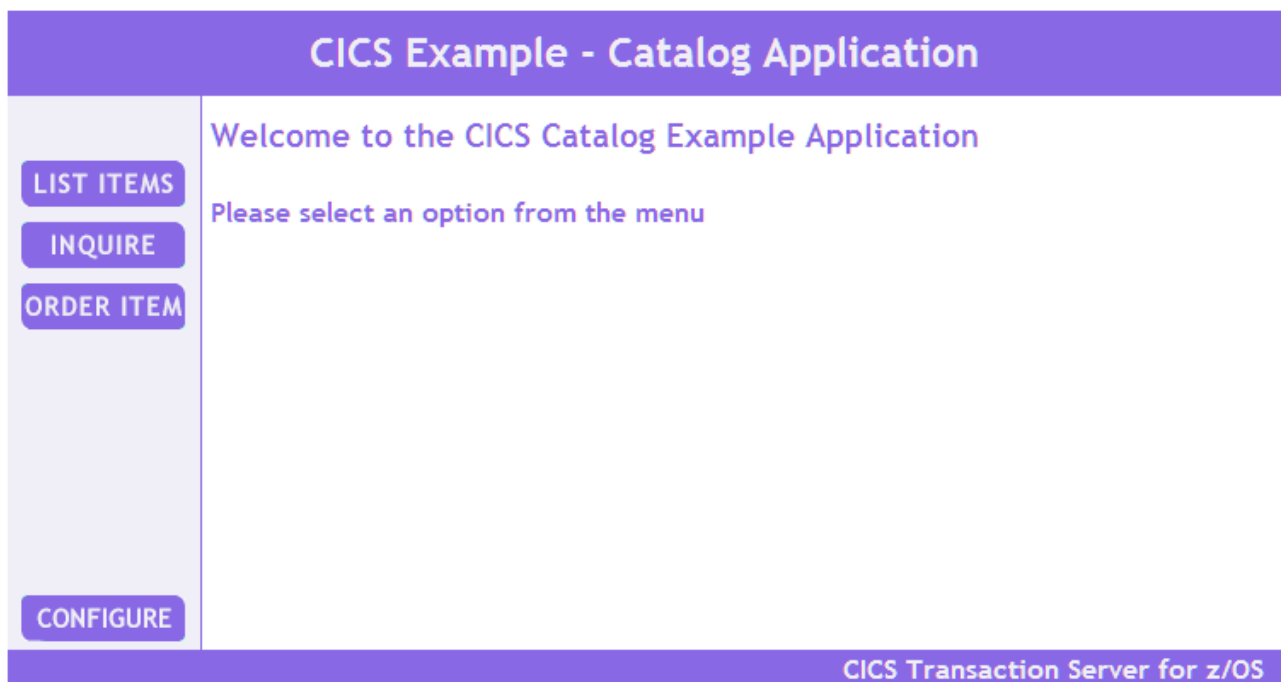 CICS Example - Catalog Application
Welcome to the CICS Catalog Example Application
Please select an option from the menu
LIST ITEMS
INQUIRE
ORDER ITEM
CONFIGURE
CICS Transaction Server for z/OS